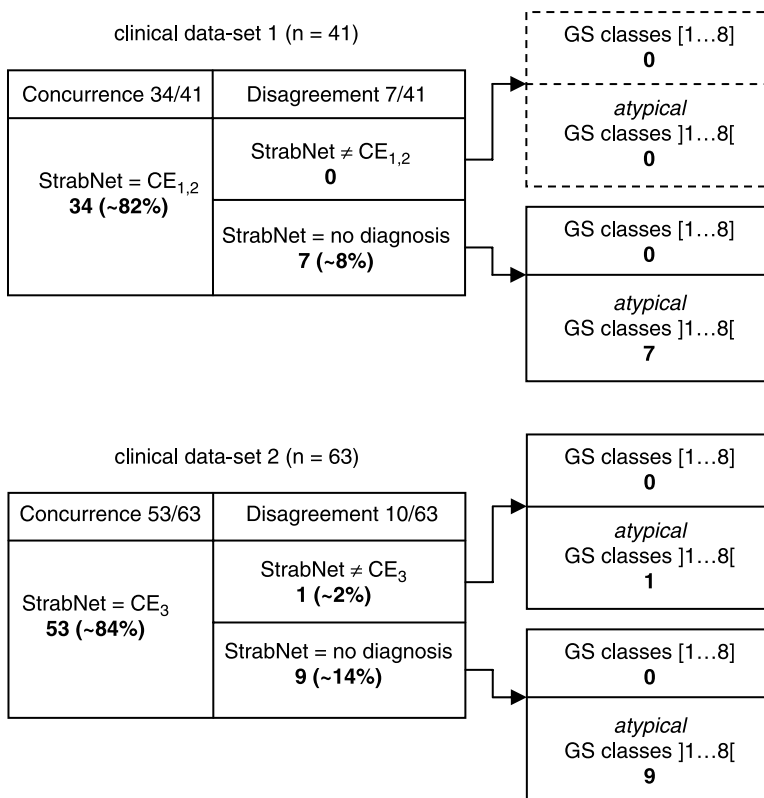 clinical data-set 1 (n = 41)
Concurrence 34/41
Disagreement 7/41
StrabNet = CE1,2
34 (~82%)
StrabNet ≠ CE1,2
0
StrabNet = no diagnosis
7 (~8%)
GS classes [1...8]
0
atypical
GS classes ]1...8[
0
GS classes [1...8]
0
atypical
GS classes ]1...8[
7
clinical data-set 2 (n = 63)
Concurrence 53/63
Disagreement 10/63
StrabNet = CE3
53 (~84%)
StrabNet ≠ CE3
1 (~2%)
StrabNet = no diagnosis
9 (~14%)
GS classes [1...8]
0
atypical
GS classes ]1...8[
1
GS classes [1...8]
0
atypical
GS classes ]1...8[
9